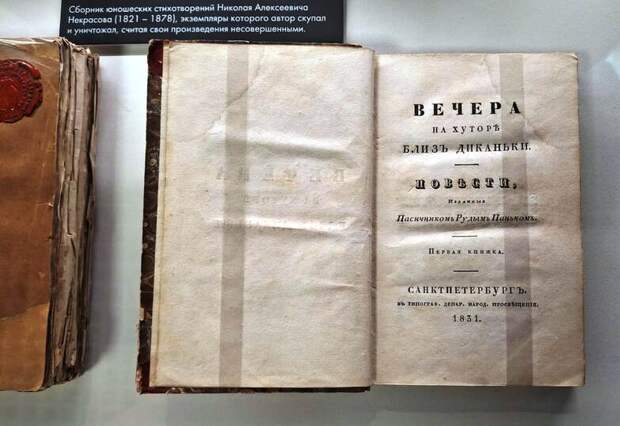 Сборник юношеских стихотворений Николая Алексеевича
Некрасова (1821 – 1878), экземпляры которого автор скупал
и уничтожал, считая свои произведения несовершенными.
ВЕЧЕРА
НА ХУТОРѢ
БЛИЗЪ ДИКАНЬКИ.
ПОВѢСТИ,
Изданныя
Пасичникомъ Рудымъ Панькомъ.
Первая книжка.
САНКТПЕТЕРБУРГЪ.
въ типограф. депар. народ. просвѣщенія.
1831.